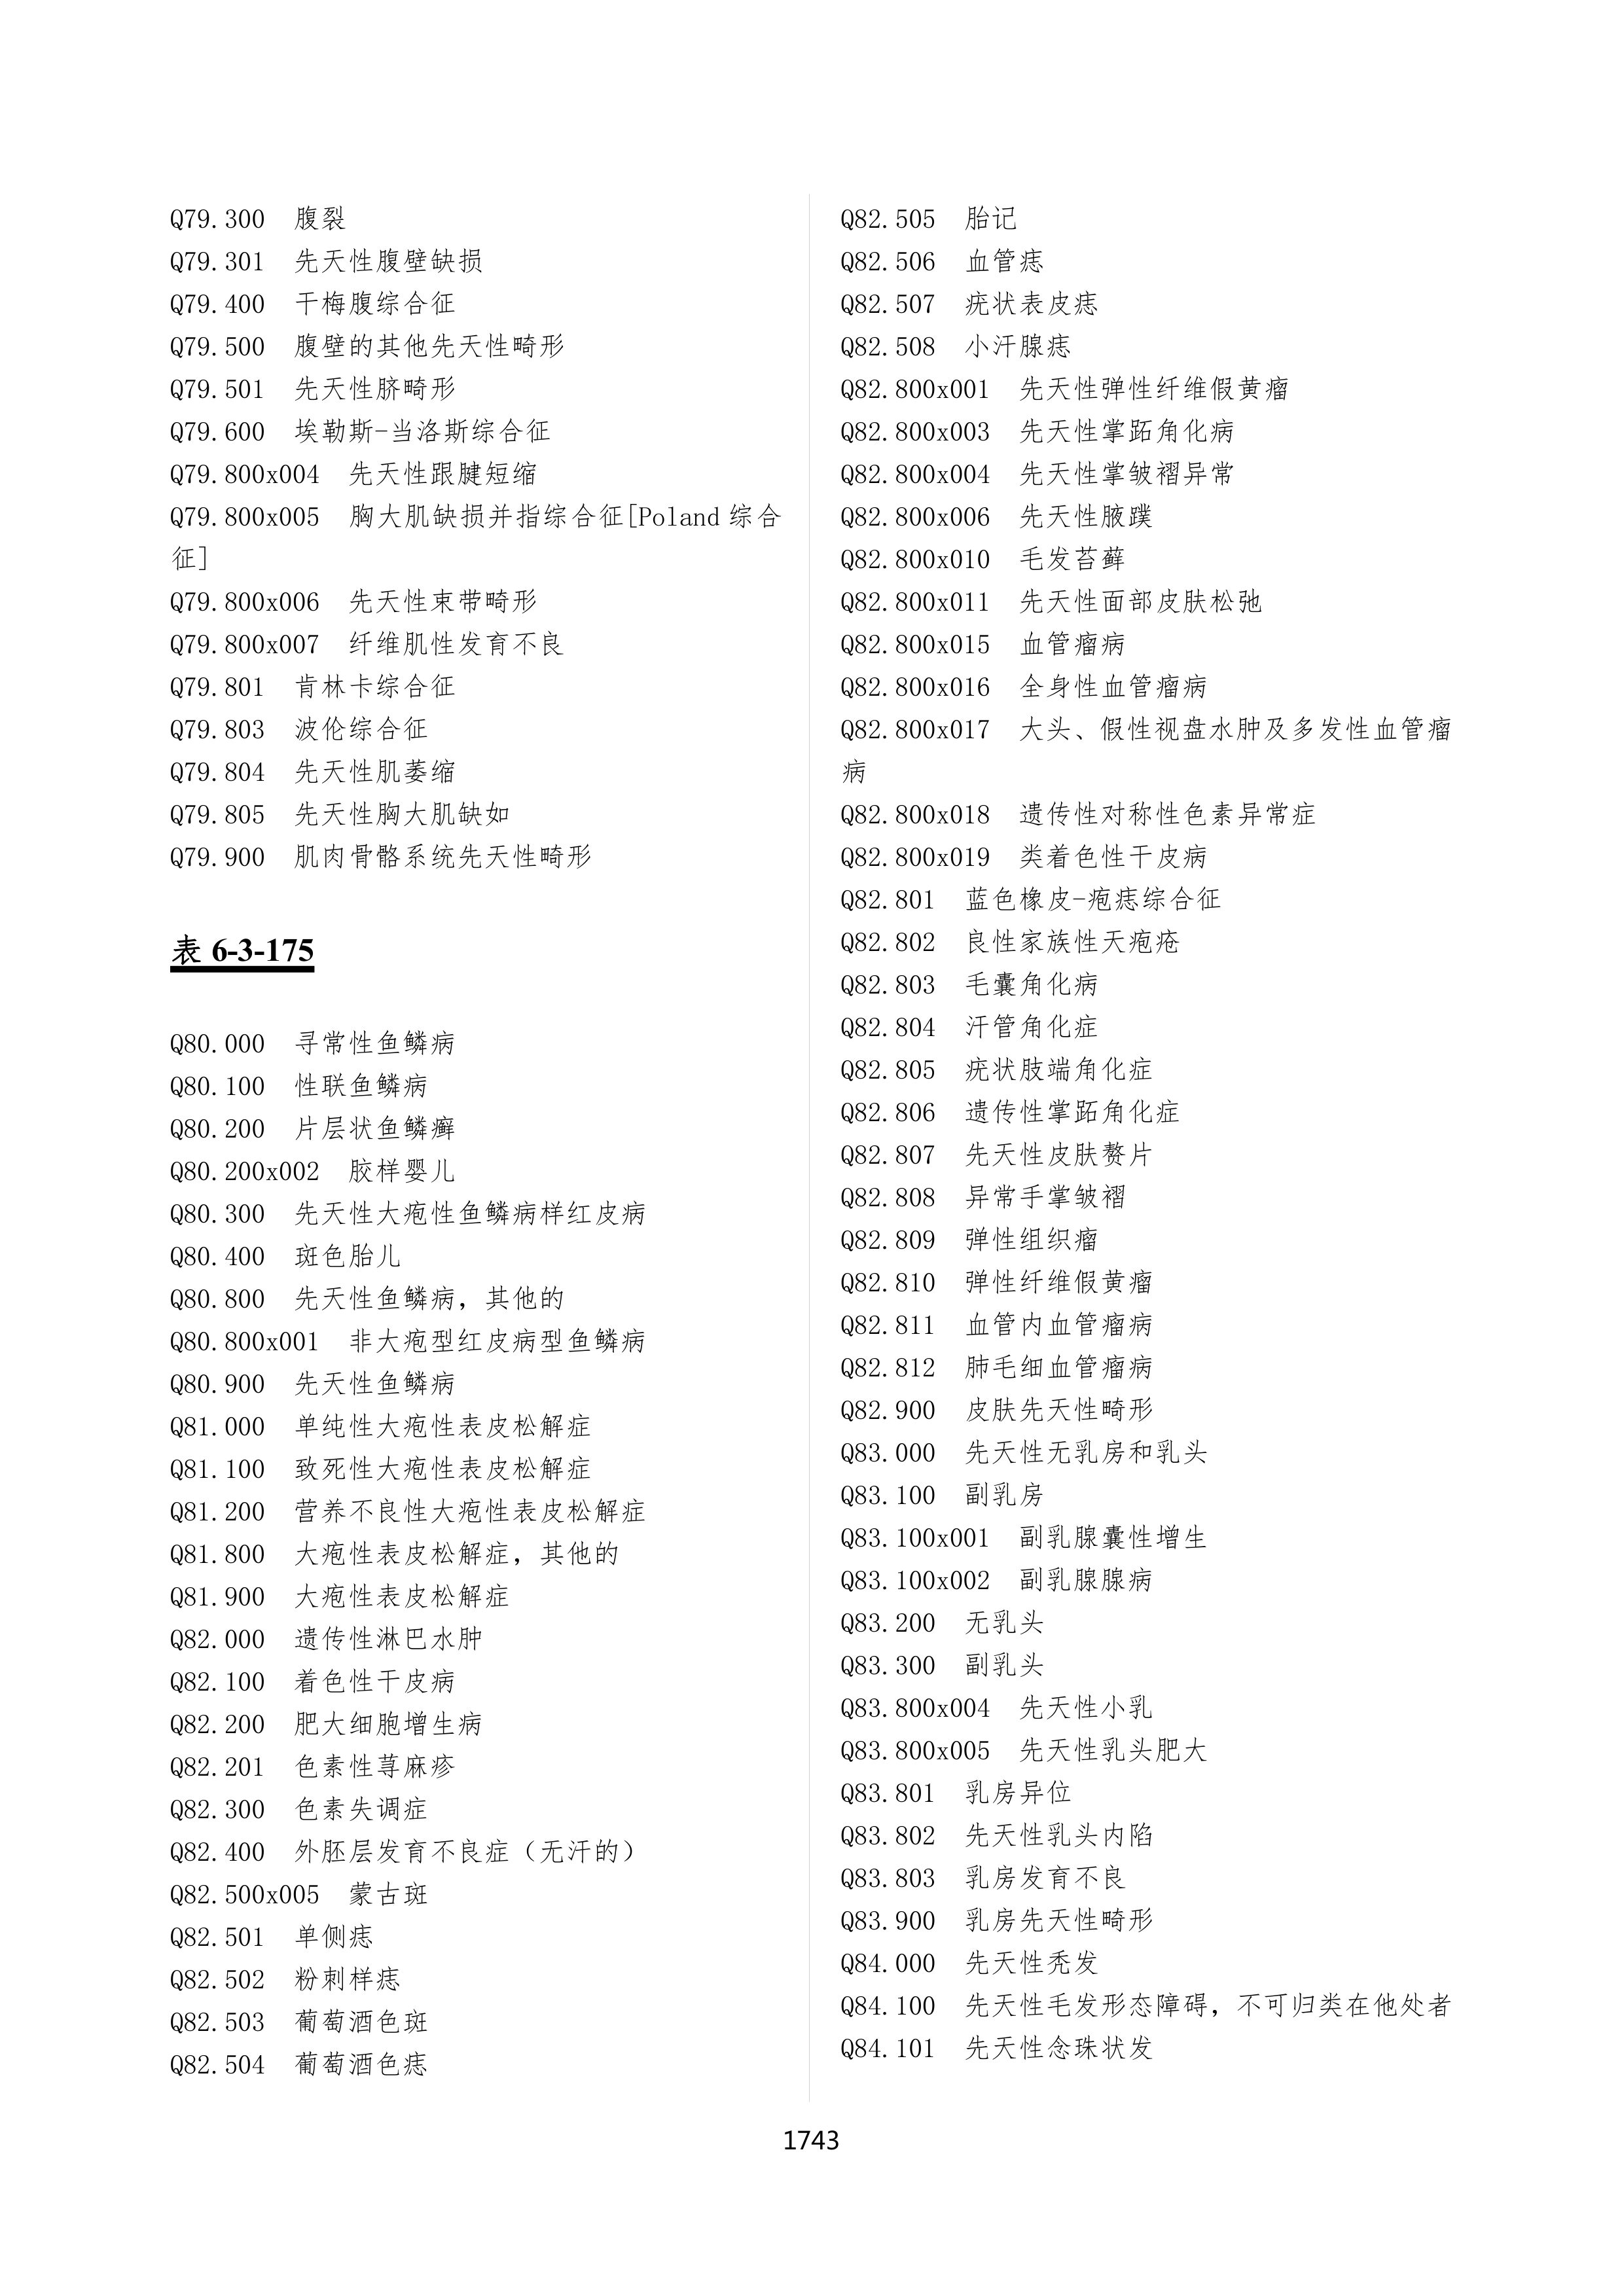 Q79.300 腹裂
Q79.301 先天性腹壁缺损
Q79.400 干梅腹综合征
Q79.500 腹壁的其他先天性畸形
Q79.501 先天性脐畸形
Q79.600 埃勒斯-当洛斯综合征
Q79.800x004 先天性跟腱短缩
Q79.800x005 胸大肌缺损并指综合征[Poland 综合
征]
Q79.800x006 先天性束带畸形
Q79.800x007 纤维肌性发育不良
Q79.801 肯林卡综合征
Q79.803 波伦综合征
Q79.804 先天性肌萎缩
Q79.805 先天性胸大肌缺如
Q79.900 肌肉骨骼系统先天性畸形
表 6-3-175
Q80.000 寻常性鱼鳞病
Q80.100 性联鱼鳞病
Q80.200 片层状鱼鳞癣
Q80.200x002 胶样婴儿
Q80.300 先天性大疱性鱼鳞病样红皮病
Q80.400 斑色胎儿
Q80.800 先天性鱼鳞病，其他的
Q80.800x001 非大疱型红皮病型鱼鳞病
Q80.900 先天性鱼鳞病
Q81.000 单纯性大疱性表皮松解症
Q81.100 致死性大疱性表皮松解症
Q81.200 营养不良性大疱性表皮松解症
Q81.800 大疱性表皮松解症，其他的
Q81.900 大疱性表皮松解症
Q82.000 遗传性淋巴水肿
Q82.100 着色性干皮病
Q82.200 肥大细胞增生病
Q82.201 色素性荨麻疹
Q82.300 色素失调症
Q82.400 外胚层发育不良症（无汗的）
Q82.500x005 蒙古斑
Q82.501 单侧痣
Q82.502 粉刺样痣
Q82.503 葡萄酒色斑
Q82.504 葡萄酒色痣
Q82.505 胎记
Q82.506 血管痣
Q82.507 疣状表皮痣
Q82.508 小汗腺痣
Q82.800x001 先天性弹性纤维假黄瘤
Q82.800x003 先天性掌跖角化病
Q82.800x004 先天性掌皱褶异常
Q82.800x006 先天性腋蹼
Q82.800x010 毛发苔藓
Q82.800x011 先天性面部皮肤松弛
Q82.800x015 血管瘤病
Q82.800x016 全身性血管瘤病
Q82.800x017 大头、假性视盘水肿及多发性血管瘤
病
Q82.800x018 遗传性对称性色素异常症
Q82.800x019 类着色性干皮病
Q82.801 蓝色橡皮-疱痣综合征
Q82.802 良性家族性天疱疮
Q82.803 毛囊角化病
Q82.804 汗管角化症
Q82.805 疣状肢端角化症
Q82.806 遗传性掌跖角化症
Q82.807 先天性皮肤赘片
Q82.808 异常手掌皱褶
Q82.809 弹性组织瘤
Q82.810 弹性纤维假黄瘤
Q82.811 血管内血管瘤病
Q82.812 肺毛细血管瘤病
Q82.900 皮肤先天性畸形
Q83.000 先天性无乳房和乳头
Q83.100 副乳房
Q83.100x001 副乳腺囊性增生
Q83.100x002 副乳腺腺病
Q83.200 无乳头
Q83.300 副乳头
Q83.800x004 先天性小乳
Q83.800x005 先天性乳头肥大
Q83.801 乳房异位
Q83.802 先天性乳头内陷
Q83.803 乳房发育不良
Q83.900 乳房先天性畸形
Q84.000 先天性秃发
Q84.100 先天性毛发形态障碍，不可归类在他处者
Q84.101 先天性念珠状发
1743